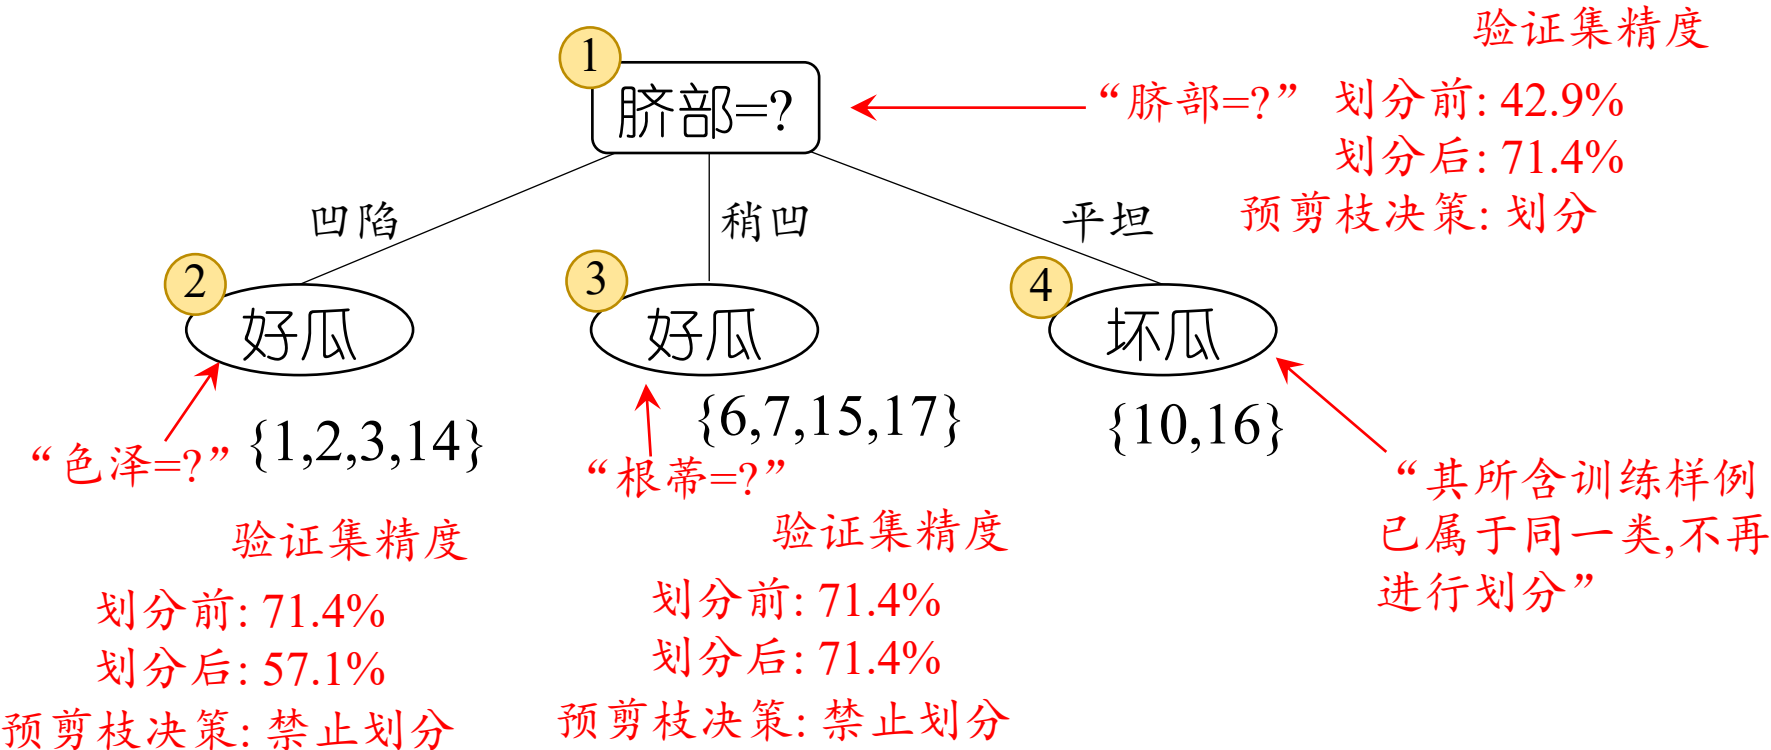 验证集精度
1
脐部=?
“脐部=?” 划分前: 42.9%
划分后: 71.4%
预剪枝决策: 划分
凹陷
稍凹
平坦
2
好瓜
3
好瓜
4
坏瓜
“色泽=?”
{1,2,3,14}
{6,7,15,17}
{10,16}
“根蒂=?”
“其所含训练样例
已属于同一类,不再
进行划分”
验证集精度
划分前: 71.4%
划分后: 57.1%
预剪枝决策: 禁止划分
验证集精度
划分前: 71.4%
划分后: 71.4%
预剪枝决策: 禁止划分